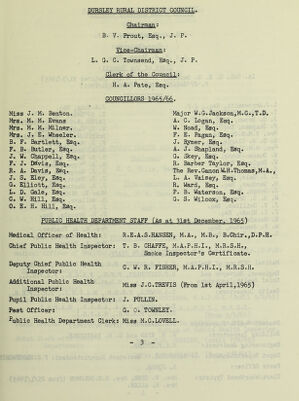 DURSLEY RURAL DISTRICT COUNCIL.
Chairman:
B. V. Prout, Esq., J. P.
Vice-Chairman:
L. G. C. Townsend, Esq., J. P.
Clerk of the Council:
H. A. Pate, Esq.
COUNCILLORS 1965/66.
Miss J. M. Benton. Major W.G.Jackson,M.C.,T.D.
Mrs. M. H. Evans A. C. Logan, Esq.
Mrs. M. M. Milner. W. Noad, Esq.
Mrs. J. E. Wheeler. F. E. Pagan, Esq.
B. F. Bartlett, Esq. J. Rymer, Esq.
F. B. Butler, Esq. A. J. Shapland, Esq.
J. W. Chappell, Esq. G. Skey, Esq.
F. J. Davis, Esq. R. Barber Taylor, Esq.
R. A. Davis, Esq. The Rev.Canon W.H.Thomas,M.A.,
J. S. Eley, Esq. L. A. Vaisey, Esq.
G. Elliott, Esq. R. Ward, Esq.
L. D. Gale, Esq. P. B. Waterson, Esq.
C. W. Hill, Esq. G. S. Wilcox, Esq.
O. E. H. Hill, Esq.
PUBLIC HEALTH DEPARTMENT STAFF (As at 31st December, 1965)
Medical Officer of Health: R.E.A.S.HANSEN, M.A., M.B., B.Chir.,D.P.H.
Chief Public Health Inspector: T. B. CHAFFE, M.A.P.H.I., M.R.S.H.,
Smoke Inspector's Certificate.
Deputy Chief Public Health
Inspector: C. W. R. FISHER, M.A.P.H.I., M.R.S.H.
Additional Public Health
Inspector: Miss J.C.TREVIS (From 1st April,1965)
Pupil Public Health Inspector: J. PULLIN.
Pest Officer: G. C. TOWNLEY.
Public Health Department Clerk: Miss M.C.LOVELL.
- 3 -